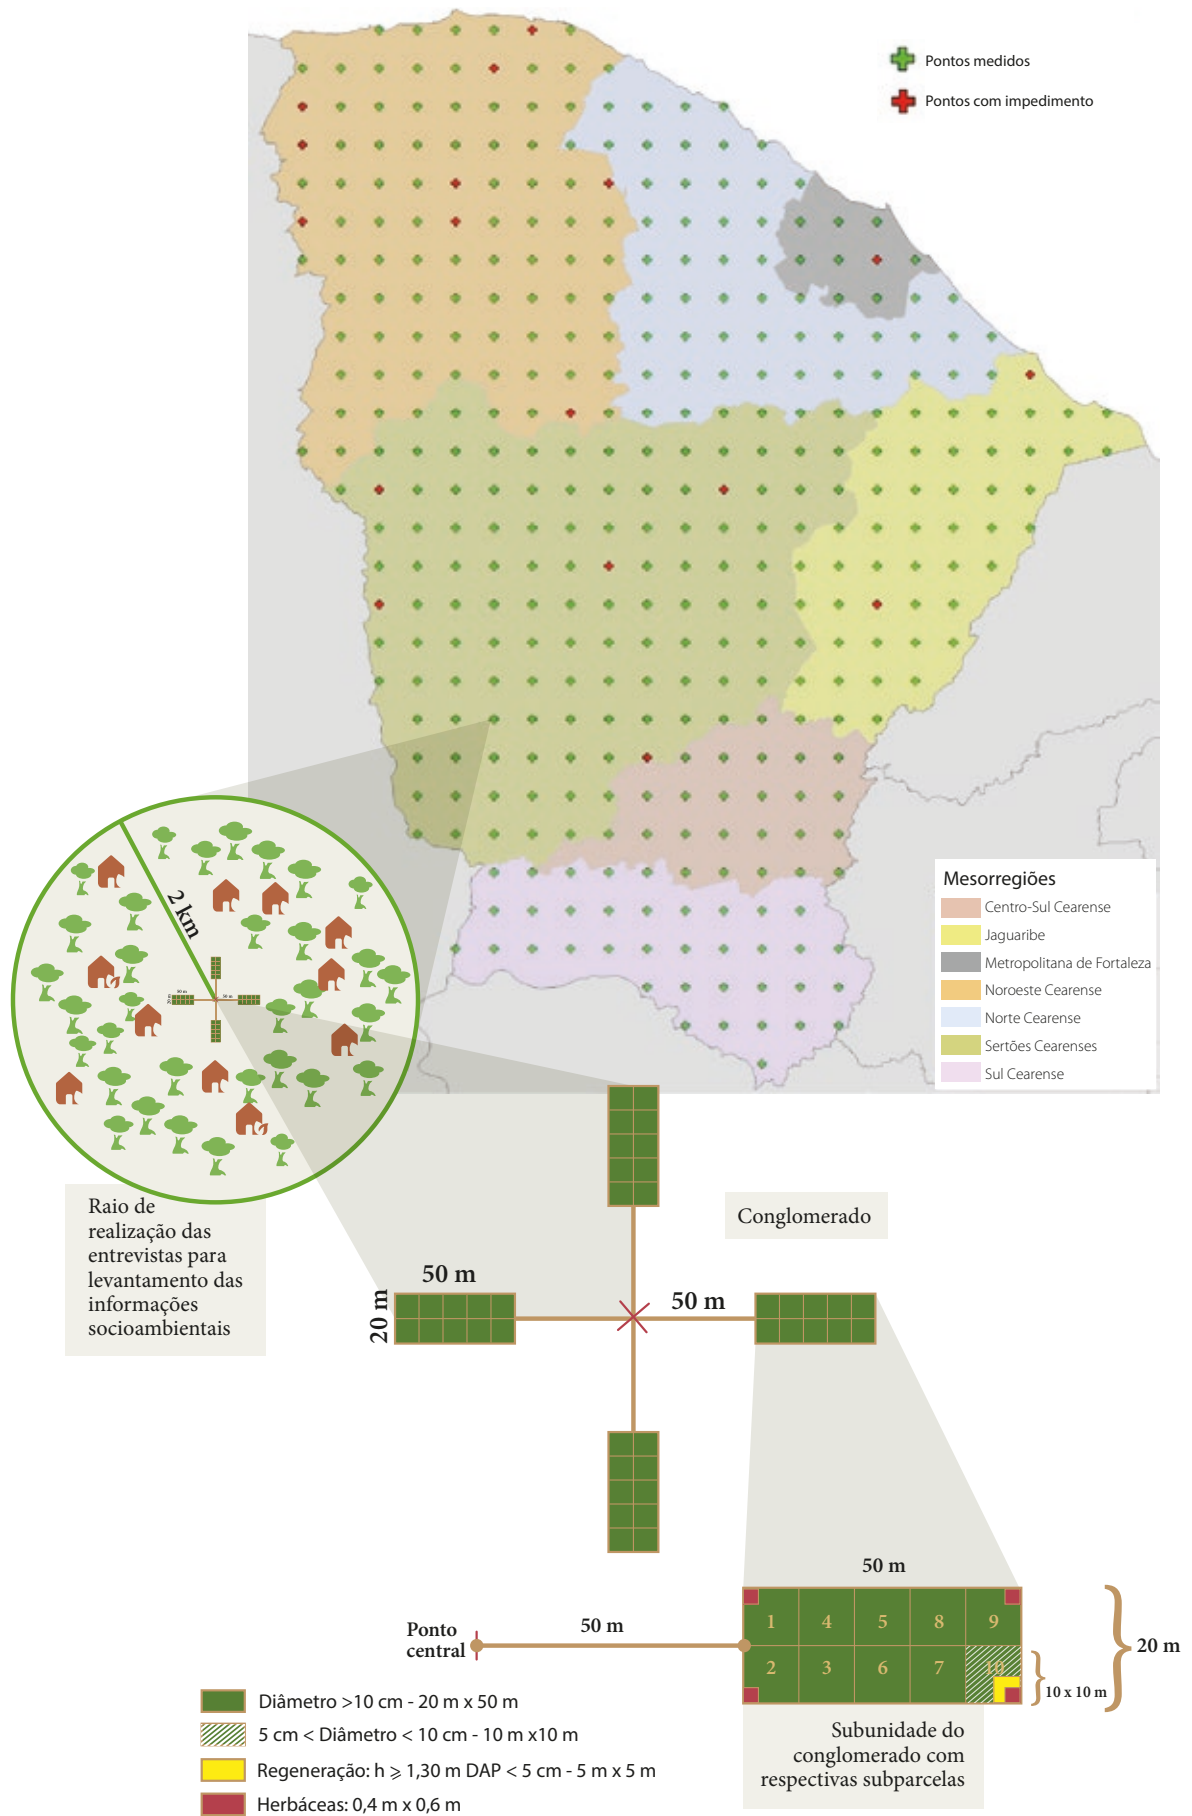 Pontos medidos
Pontos com impedimento
Mesorregiões
Centro-Sul Cearense
Jaguaribe
Metropolitana de Fortaleza
Noroeste Cearense
Norte Cearense
Sertões Cearenses
Sul Cearense
2 km
50 m
20 m
50 m
Raio de
realização das
entrevistas para
levantamento das
informações
socioambientais
Conglomerado
50 m
20 m
50 m
50 m
Ponto
central
50 m
1 4 5 8 9
2 3 6 7 10
20 m
10 x 10 m
Subunidade do
conglomerado com
respectivas subparcelas
Diâmetro >10 cm - 20 m x 50 m
5 cm < Diâmetro < 10 cm - 10 m x10 m
Regeneração: h ⩾ 1,30 m DAP < 5 cm - 5 m x 5 m
Herbáceas: 0,4 m x 0,6 m